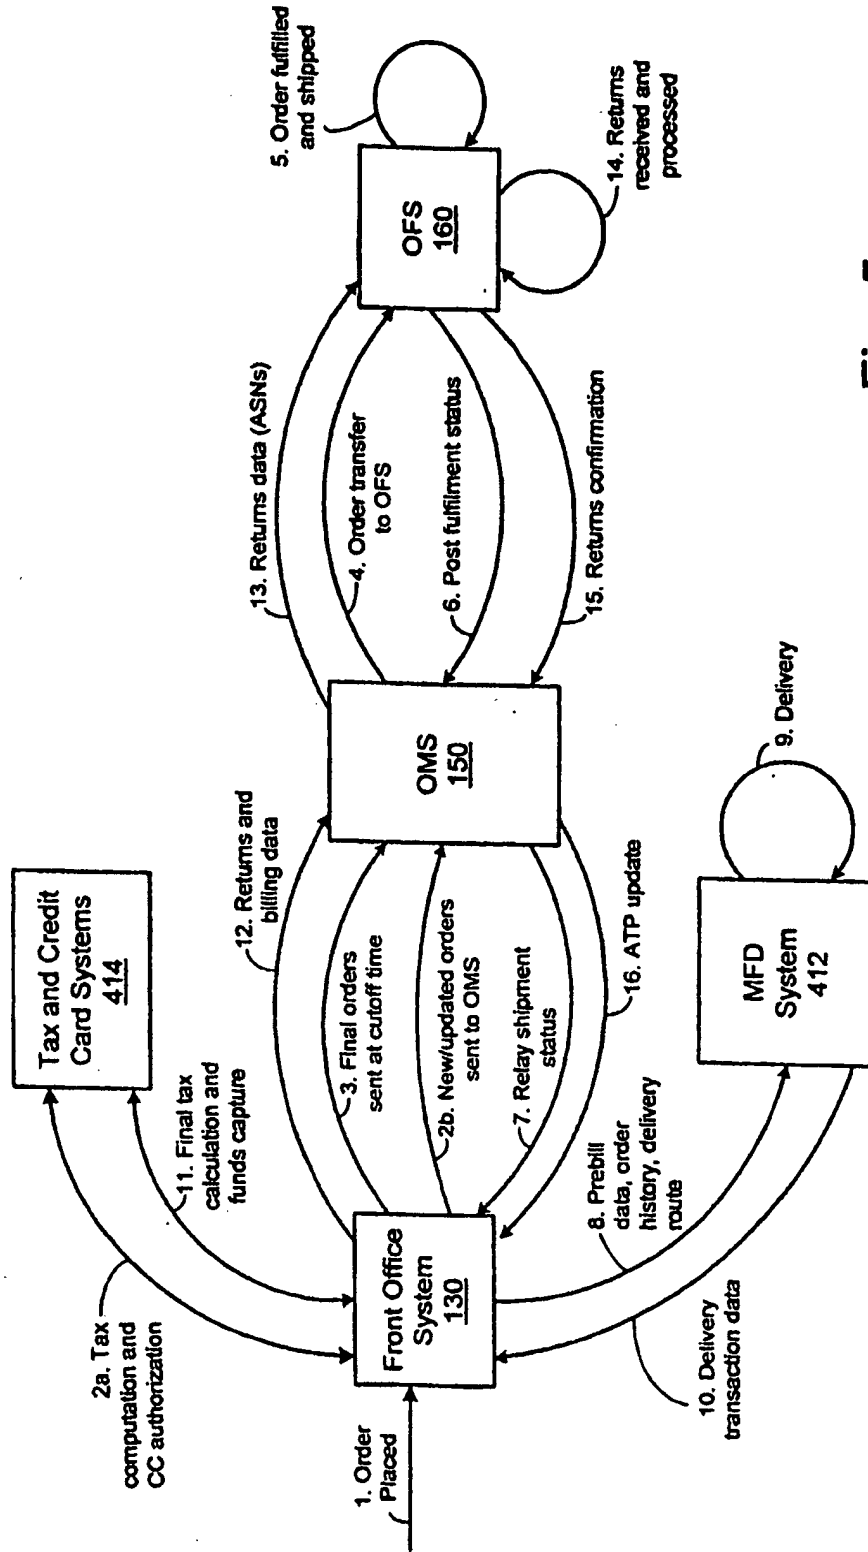 Tax and Credit
Card Systems
414
2a. Tax
computation and
CC authorization
11. Final tax
calculation and
funds capture
1. Order
Placed
Front Office
System
130
12. Returns and
billing data
3. Final orders
sent at cutoff time
2b. New/updated orders
sent to OMS
7. Relay shipment
status
16. ATP update
OMS
150
13. Returns data (ASNs)
4. Order transfer
to OFS
6. Post fulfilment status
15. Returns confirmation
OFS
160
5. Order fulfilled
and shipped
14. Returns
received and
processed
8. Prebill
data, order
history, delivery
route
10. Delivery
transaction data
MFD
System
412
9. Delivery